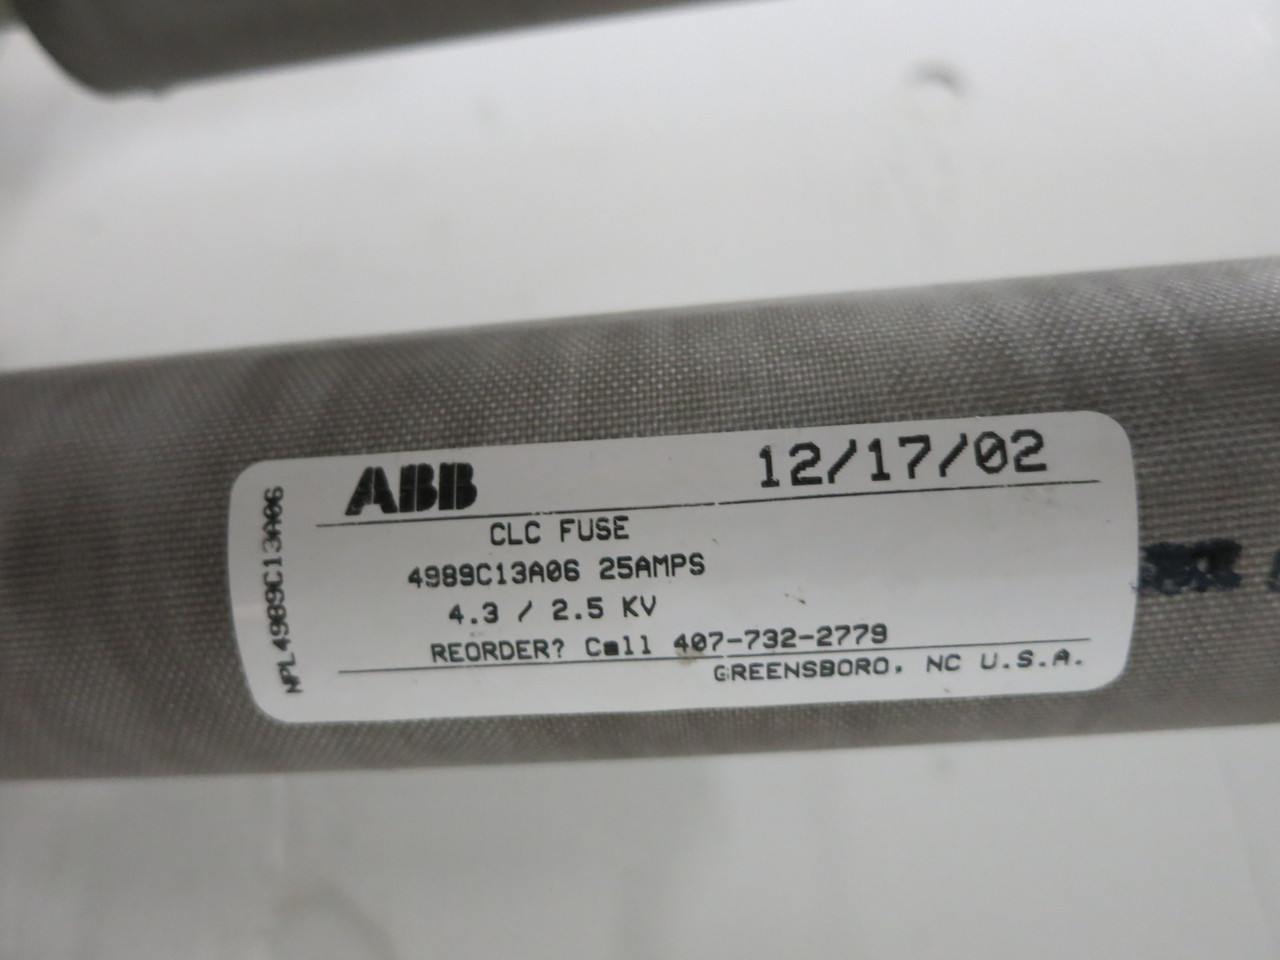 ABB 12/17/02
CLC FUSE
4989C13A06 25AMPS
4.3 / 2.5 KV
REORDER? Call 407-732-2779
GREENSBORO, NC U.S.A.
NPL4989C13A06